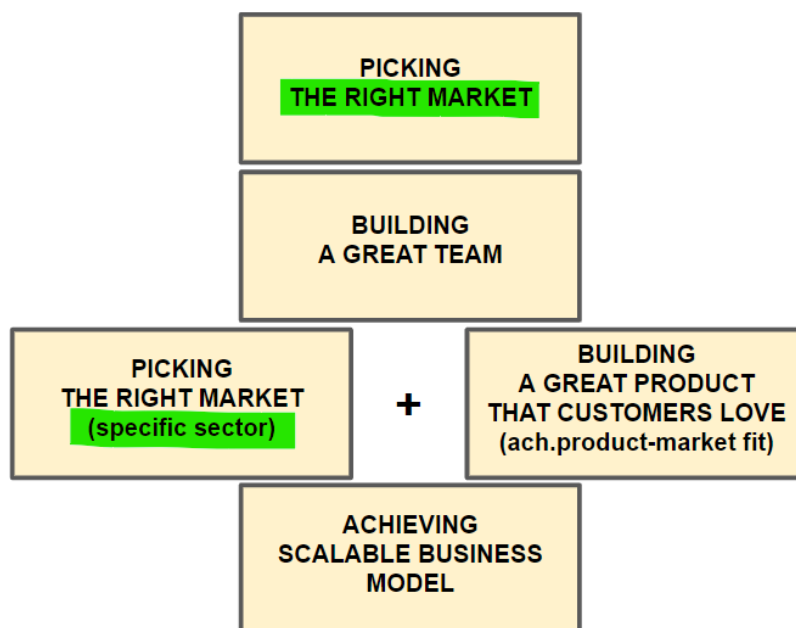 PICKING
THE RIGHT MARKET
BUILDING
A GREAT TEAM
PICKING
THE RIGHT MARKET
(specific sector)
+
BUILDING
A GREAT PRODUCT
THAT CUSTOMERS LOVE
(ach.product-market fit)
ACHIEVING
SCALABLE BUSINESS
MODEL